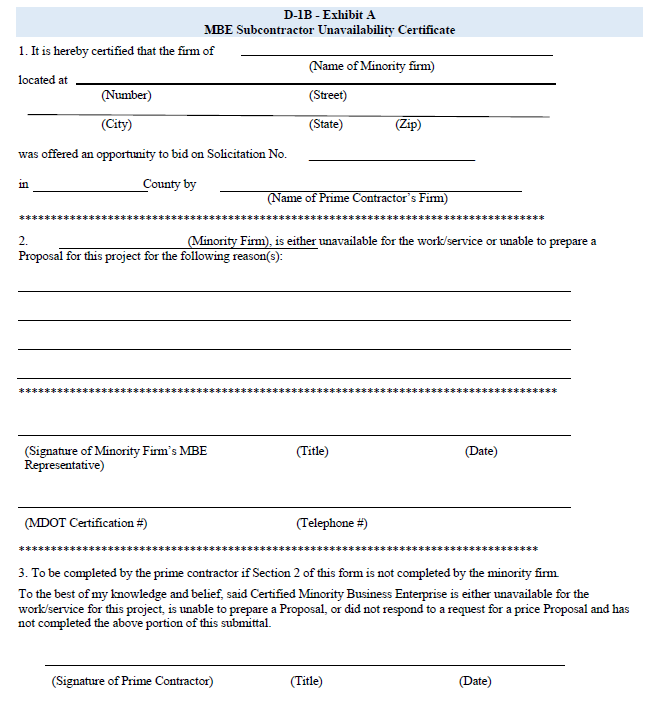 D-1B - Exhibit A
MBE Subcontractor Unavailability Certificate
1. It is hereby certified that the firm of
(Name of Minority firm)
located at
(Number) (Street)
(City) (State) (Zip)
was offered an opportunity to bid on Solicitation No.
in County by
(Name of Prime Contractor's Firm)
***********************************************************************************
2. (Minority Firm), is either unavailable for the work/service or unable to prepare a
Proposal for this project for the following reason(s):
*************************************************************************************
(Signature of Minority Firm's MBE (Title) (Date)
Representative)
(MDOT Certification #) (Telephone #)
**********************************************************************************
3. To be completed by the prime contractor if Section 2 of this form is not completed by the minority firm.
To the best of my knowledge and belief, said Certified Minority Business Enterprise is either unavailable for the
work/service for this project, is unable to prepare a Proposal, or did not respond to a request for a price Proposal and has
not completed the above portion of this submittal.
(Signature of Prime Contractor) (Title) (Date)